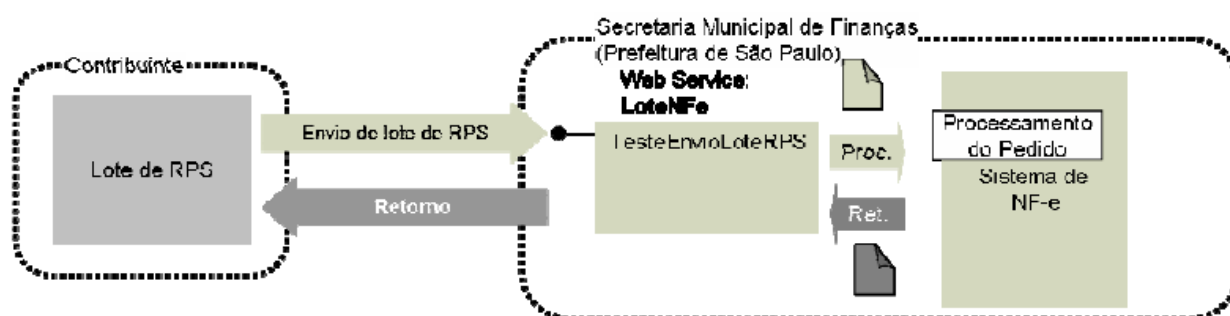 Secretaria Municipal de Finanças
(Prefeitura de São Paulo)
Contribuinte
Web Service:
LoteNFe
Lote de RPS
Envio de lote de RPS
TesteEnvioLoteRPS
Proc.
Processamento
do Pedido
Sistema de
NF-e
Retorno
Ret.